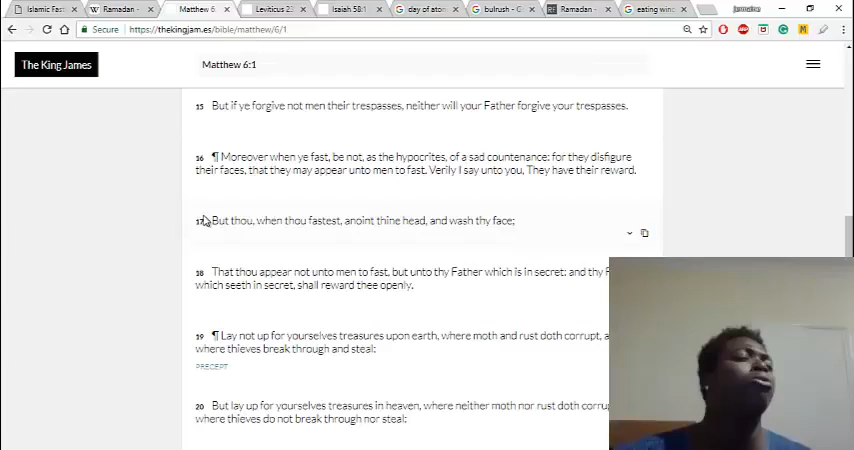 Islamic Fast
Ramadan -
Matthew 6
Leviticus 23
Isaiah 58:1
day of aton
bulrush - G
Ramadan -
eating wine
jermaine
Secure https://thekingjam.es/bible/matthew/6/1
The King James
Matthew 6:1
15 But if ye forgive not men their trespasses, neither will your Father forgive your trespasses.
16 ¶ Moreover when ye fast, be not, as the hypocrites, of a sad countenance: for they disfigure
their faces, that they may appear unto men to fast. Verily I say unto you, They have their reward.
17 But thou, when thou fastest, anoint thine head, and wash thy face;
18 That thou appear not unto men to fast, but unto thy Father which is in secret: and thy F
which seeth in secret, shall reward thee openly.
19 ¶ Lay not up for yourselves treasures upon earth, where moth and rust doth corrupt, a
where thieves break through and steal:
PRECEPT
20 But lay up for yourselves treasures in heaven, where neither moth nor rust doth corru
where thieves do not break through nor steal: